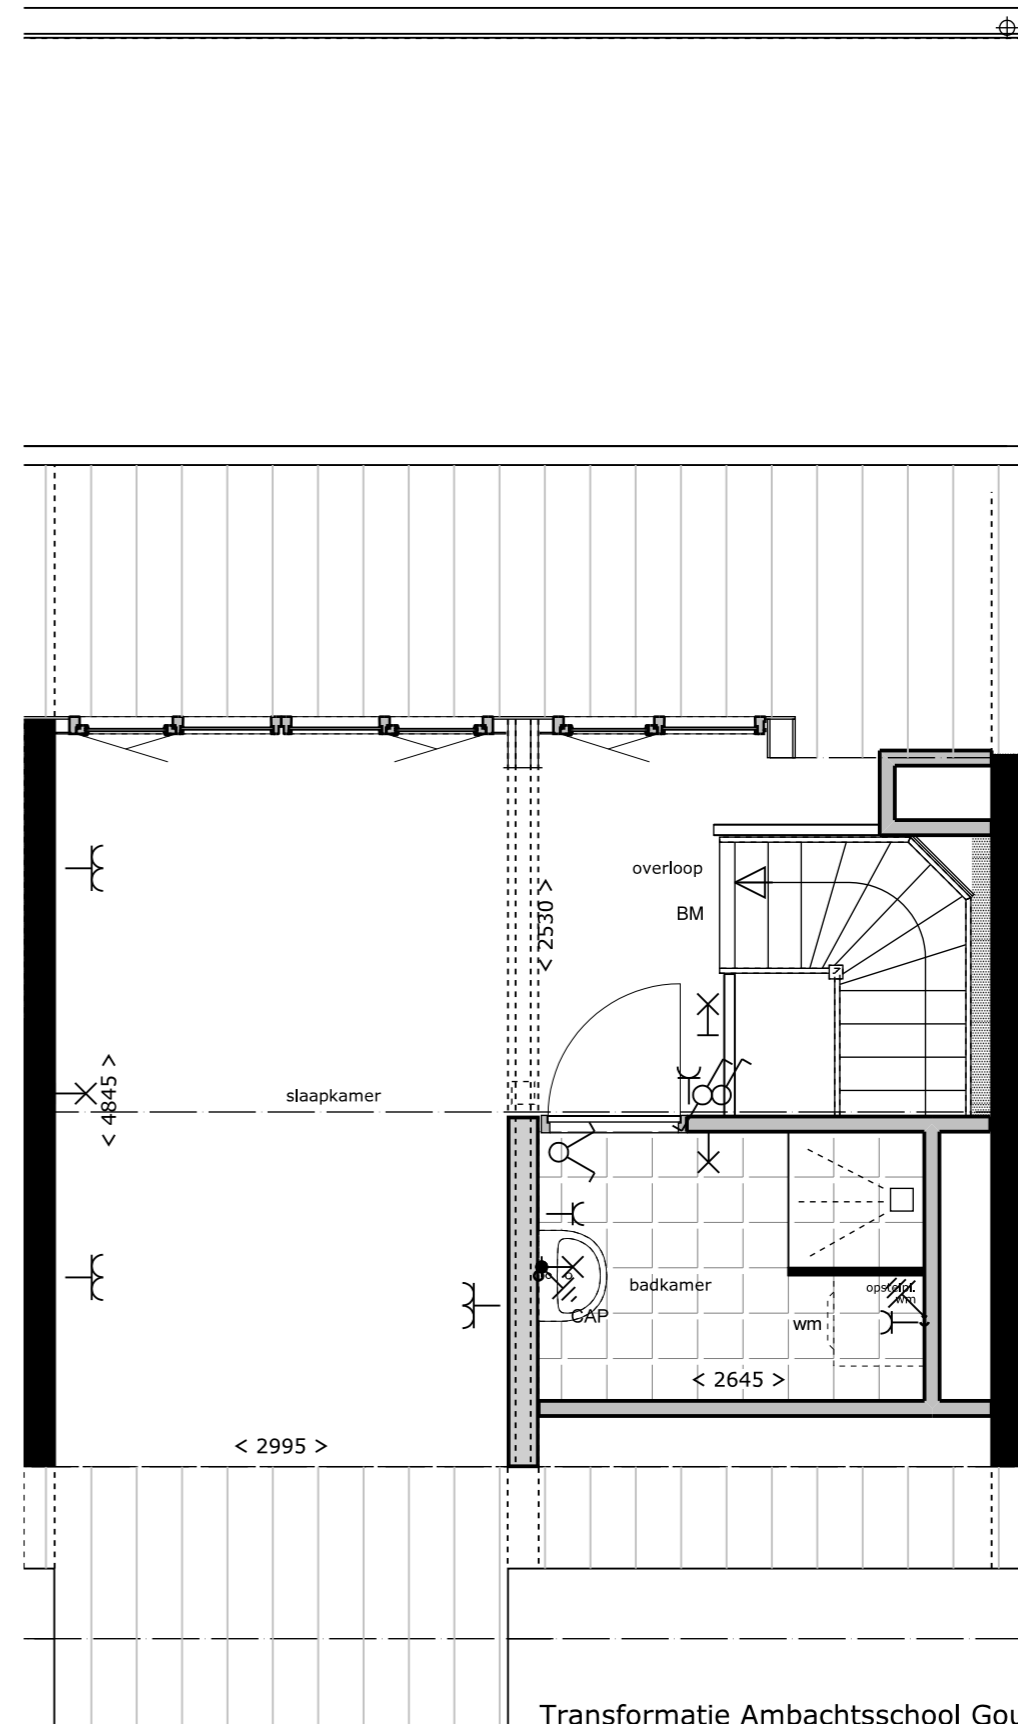 overloop
BM
< 2530 >
< 4845 >
slaapkamer
badkamer
opstelpl.
wm
wm
CAP
< 2645 >
< 2995 >
Transformatie Ambachtsschool Gou